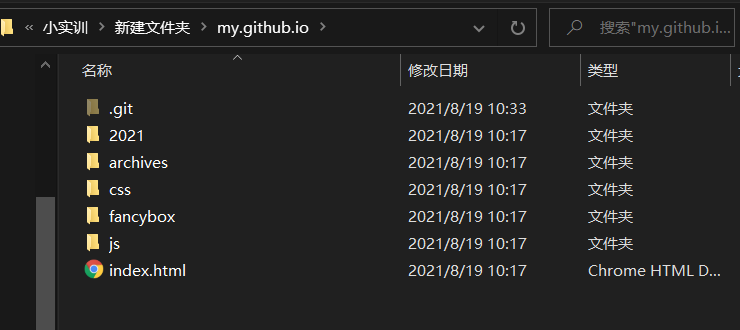 « 小实训 > 新建文件夹 > my.github.io >
搜索"my.github.i...
名称 修改日期 类型
.git 2021/8/19 10:33 文件夹
2021 2021/8/19 10:17 文件夹
archives 2021/8/19 10:17 文件夹
css 2021/8/19 10:17 文件夹
fancybox 2021/8/19 10:17 文件夹
js 2021/8/19 10:17 文件夹
index.html 2021/8/19 10:17 Chrome HTML D...